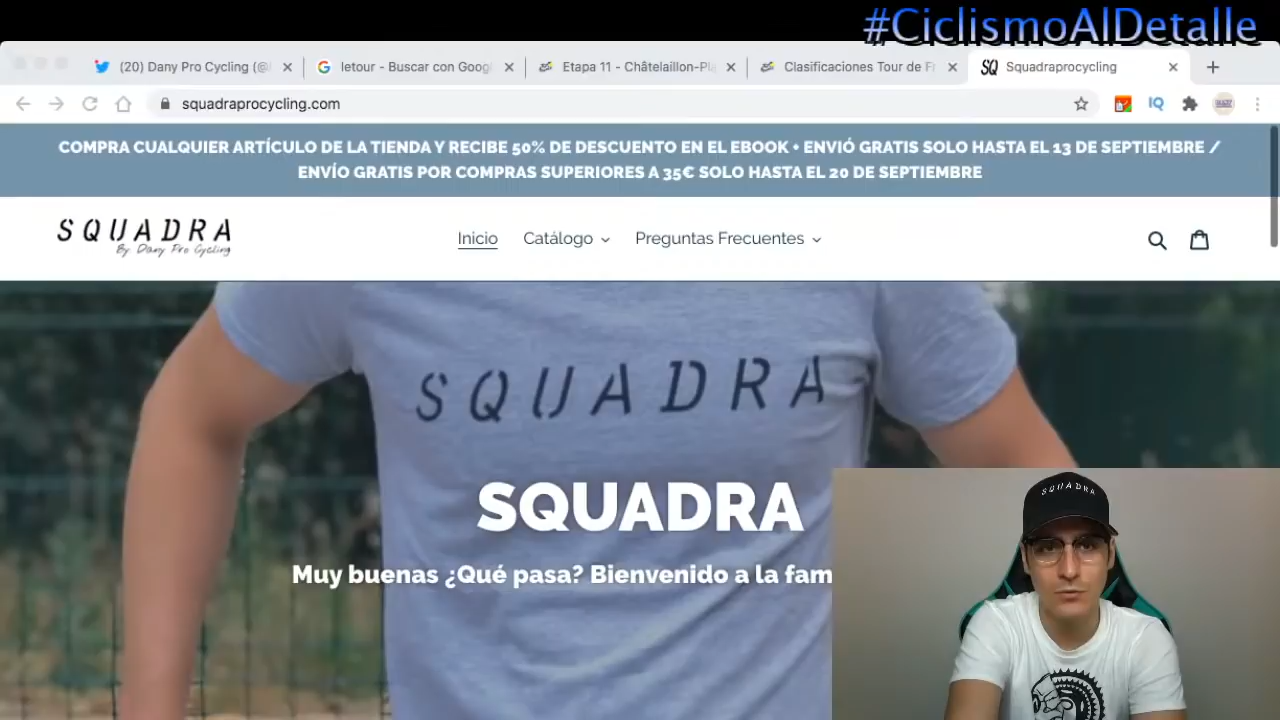 #CiclismoAlDetalle
(20) Dany Pro Cycling (@
letour - Buscar con Goog
Etapa 11 - Châtelaillon-Pla
Clasificaciones Tour de Fr
SQ Squadraprocycling
squadraprocycling.com
IQ
COMPRA CUALQUIER ARTÍCULO DE LA TIENDA Y RECIBE 50% DE DESCUENTO EN EL EBOOK • ENVIÓ GRATIS SOLO HASTA EL 13 DE SEPTIEMBRE /
ENVÍO GRATIS POR COMPRAS SUPERIORES A 35€ SOLO HASTA EL 20 DE SEPTIEMBRE
SQUADRA
By Dany Pro Cycling
Inicio
Catálogo
Preguntas Frecuentes
SQUADRA
SQUADRA
Muy buenas ¿Qué pasa? Bienvenido a la fam
SQUADRA